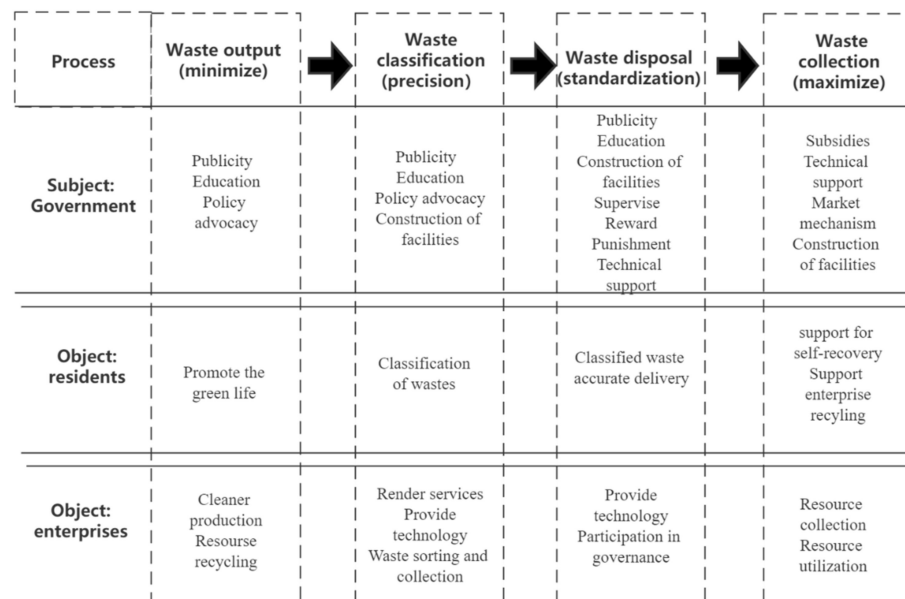 Process
Waste output
(minimize)
Waste
classification
(precision)
Waste disposal
(standardization)
Waste
collection
(maximize)
Subject:
Government
Publicity
Education
Policy
advocacy
Publicity
Education
Policy advocacy
Construction of
facilities
Publicity
Education
Construction of
facilities
Supervise
Reward
Punishment
Technical
support
Subsidies
Technical
support
Market
mechanism
Construction
of facilities
Object:
residents
Promote the
green life
Classification
of wastes
Classified waste
accurate delivery
support for
self-recovery
Support
enterprise
recyling
Object:
enterprises
Cleaner
production
Resourse
recycling
Render services
Provide
technology
Waste sorting and
collection
Provide
technology
Participation in
governance
Resource
collection
Resource
utilization